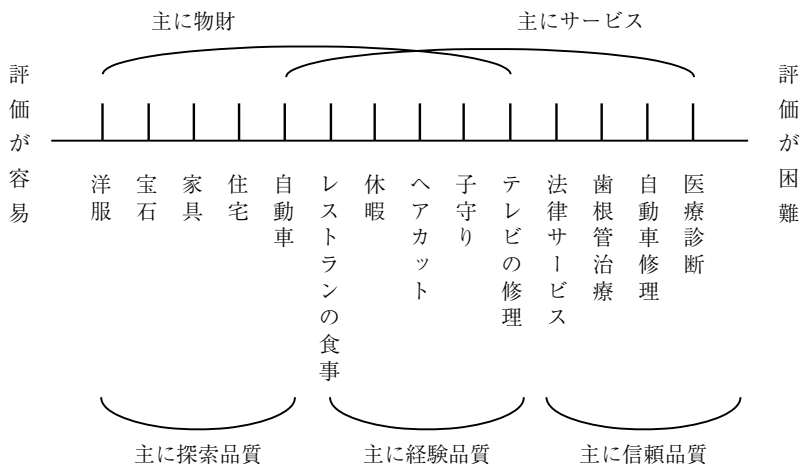 主に物財
主にサービス
評価が容易
評価が困難
洋服
宝石
家具
住宅
自動車
レストランの食事
休暇
ヘアカット
子守り
テレビの修理
法律サービス
歯根管治療
自動車修理
医療診断
主に探索品質
主に経験品質
主に信頼品質